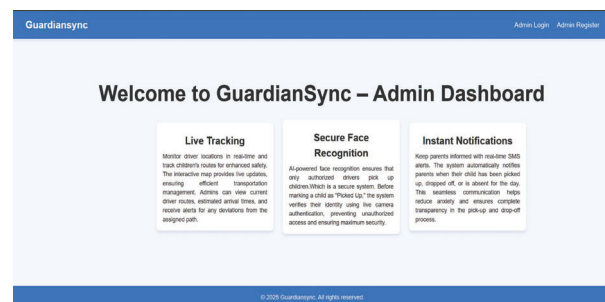 Guardiansync
Admin Login Admin Register
Welcome to GuardianSync – Admin Dashboard
Live Tracking
Monitor driver locations in real-time and
track children's routes for enhanced safety.
The interactive map provides live updates,
ensuring efficient transportation
management. Admins can view current
driver routes, estimated arrival times, and
receive alerts for any deviations from the
assigned path.
Secure Face
Recognition
AI-powered face recognition ensures that
only authorized drivers pick up
children.Which is a secure system. Before
marking a child as "Picked Up," the system
verifies their identity using live camera
authentication, preventing unauthorized
access and ensuring maximum security.
Instant Notifications
Keep parents informed with real-time SMS
alerts. The system automatically notifies
parents when their child has been picked
up, dropped off, or is absent for the day.
This seamless communication helps
reduce anxiety and ensures complete
transparency in the pick-up and drop-off
process.
© 2025 Guardiansync. All rights reserved.